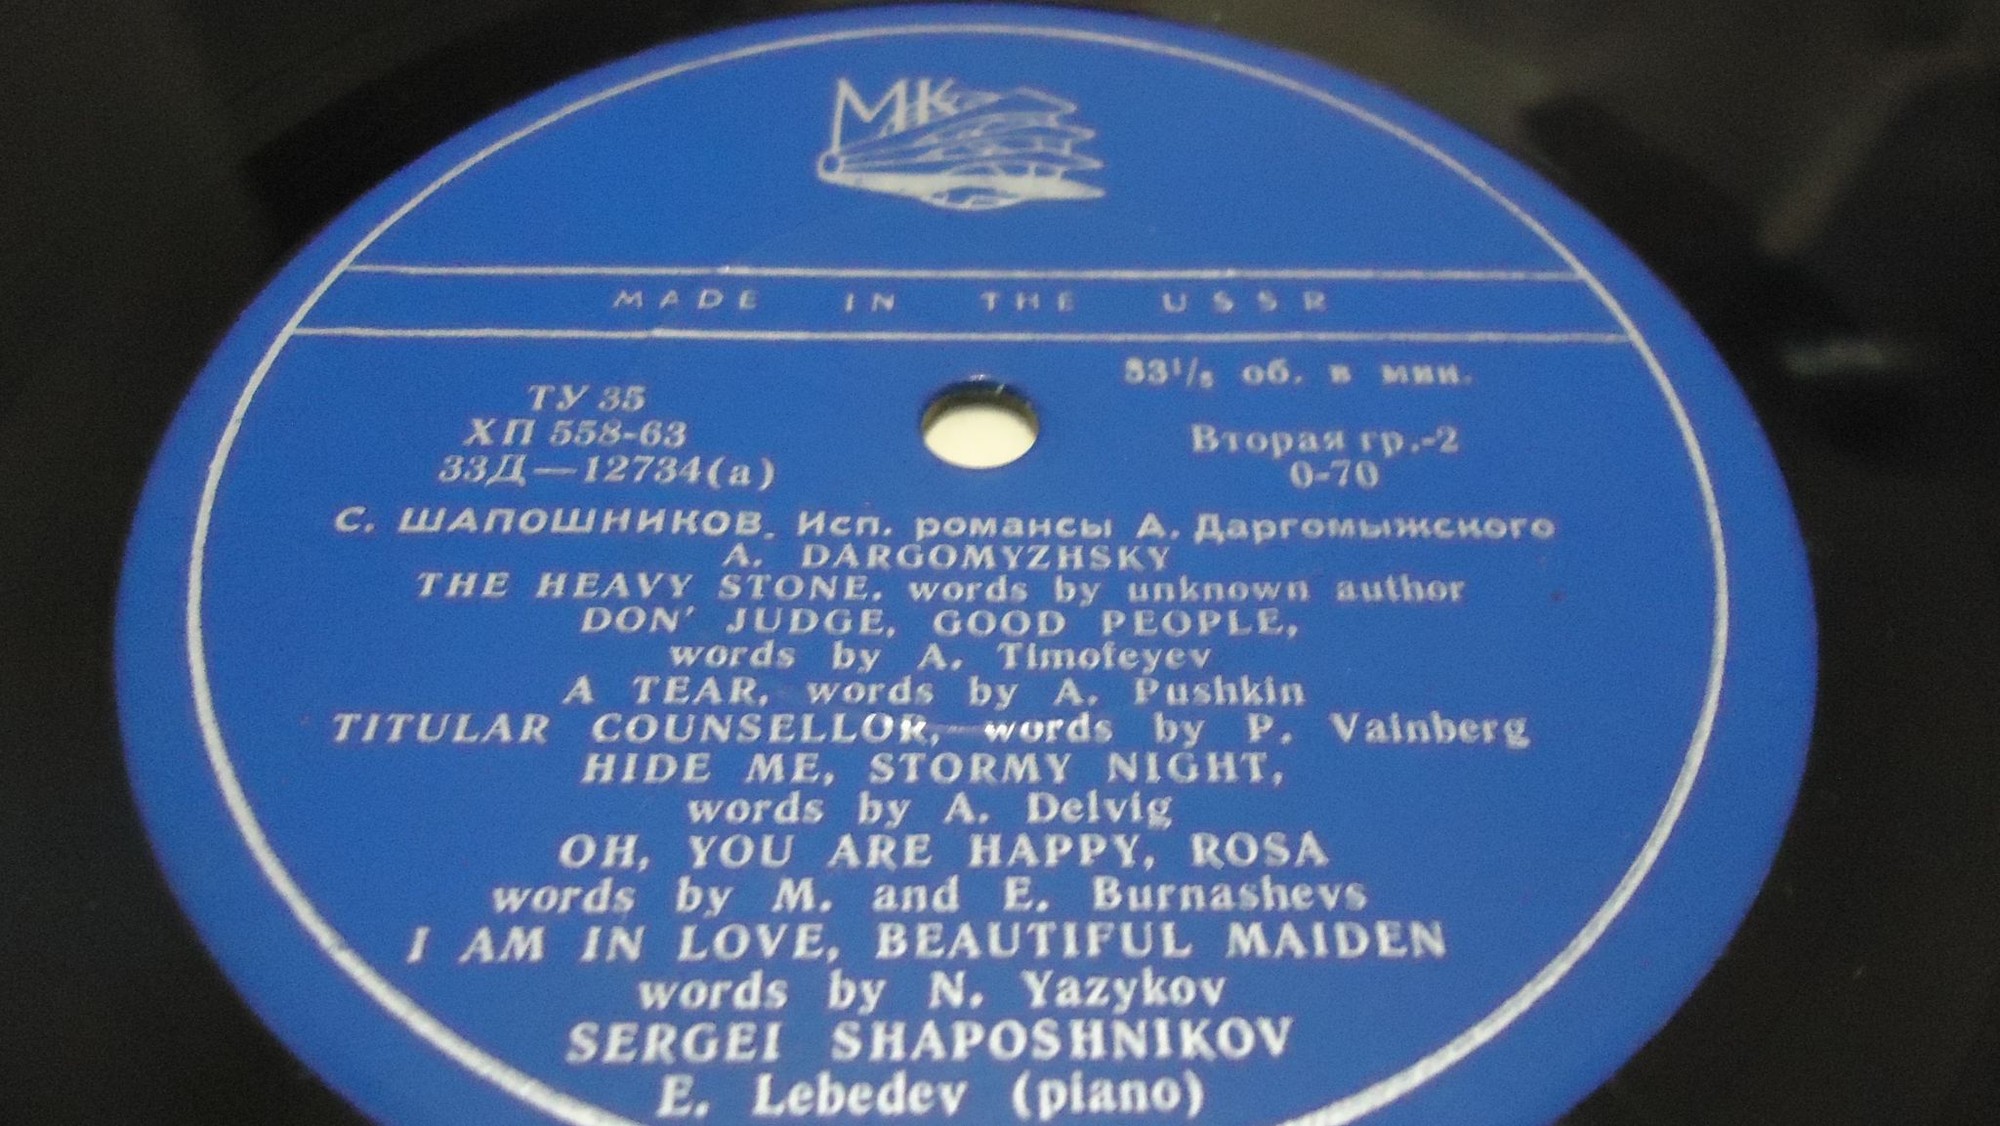 МК
MADE IN THE USSR
33¹/₃ об. в мин.
ТУ 35
ХП 558-63
33Д—12734(а)
Вторая гр.-2
0-70
С. ШАПОШНИКОВ. Исп. романсы А. Даргомыжского
A. DARGOMYZHSKY
THE HEAVY STONE. words by unknown author
DON' JUDGE, GOOD PEOPLE,
words by A. Timofeyev
A TEAR, words by A. Pushkin
TITULAR COUNSELLOR, words by P. Vainberg
HIDE ME, STORMY NIGHT,
words by A. Delvig
OH, YOU ARE HAPPY, ROSA
words by M. and E. Burnashevs
I AM IN LOVE, BEAUTIFUL MAIDEN
words by N. Yazykov
SERGEI SHAPOSHNIKOV
E. Lebedev (piano)